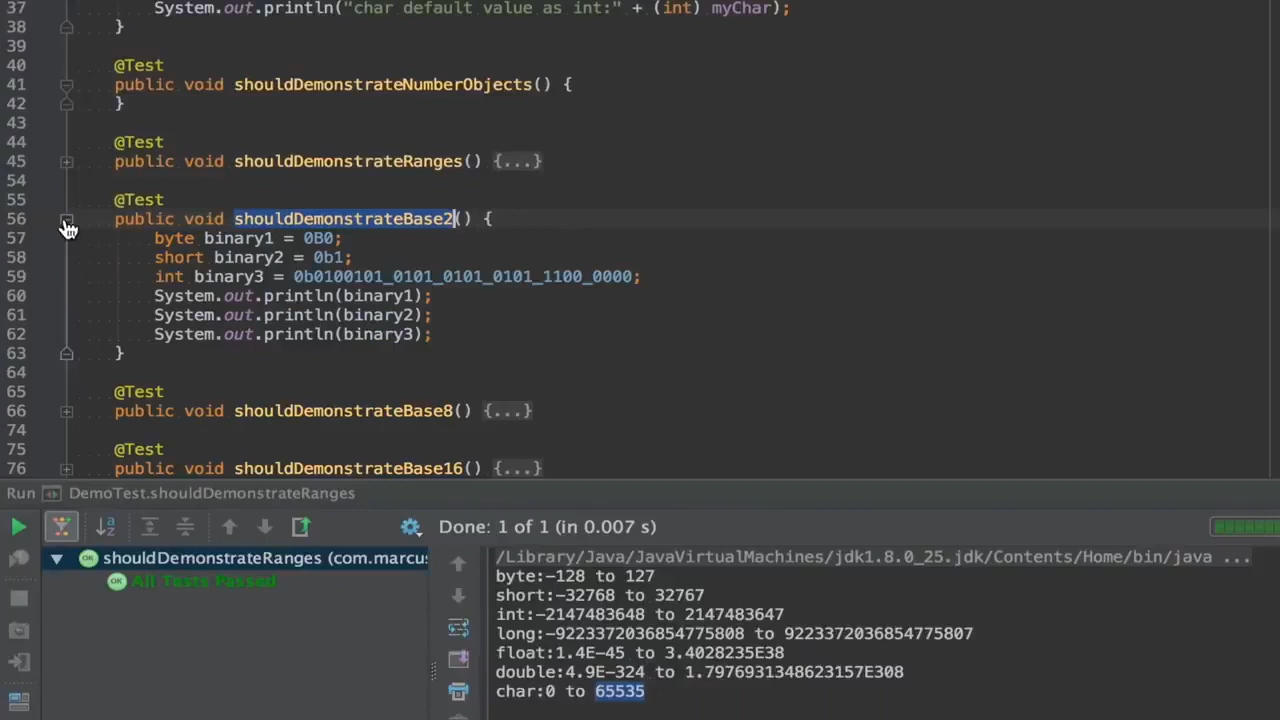 37 System.out.println("char default value as int:" + (int) myChar);
38 }
39
40 @Test
41 public void shouldDemonstrateNumberObjects() {
42 }
43
44 @Test
45 public void shouldDemonstrateRanges() {...}
54
55 @Test
56 public void shouldDemonstrateBase2() {
57 byte binary1 = 0B0;
58 short binary2 = 0b1;
59 int binary3 = 0b0100101_0101_0101_0101_1100_0000;
60 System.out.println(binary1);
61 System.out.println(binary2);
62 System.out.println(binary3);
63 }
64
65 @Test
66 public void shouldDemonstrateBase8() {...}
74
75 @Test
76 public void shouldDemonstrateBase16() {...}
Run DemoTest.shouldDemonstrateRanges
Done: 1 of 1 (in 0.007 s)
OK shouldDemonstrateRanges (com.marcus
OK All Tests Passed
/Library/Java/JavaVirtualMachines/jdk1.8.0_25.jdk/Contents/Home/bin/java ...
byte:-128 to 127
short:-32768 to 32767
int:-2147483648 to 2147483647
long:-9223372036854775808 to 9223372036854775807
float:1.4E-45 to 3.4028235E38
double:4.9E-324 to 1.7976931348623157E308
char:0 to 65535